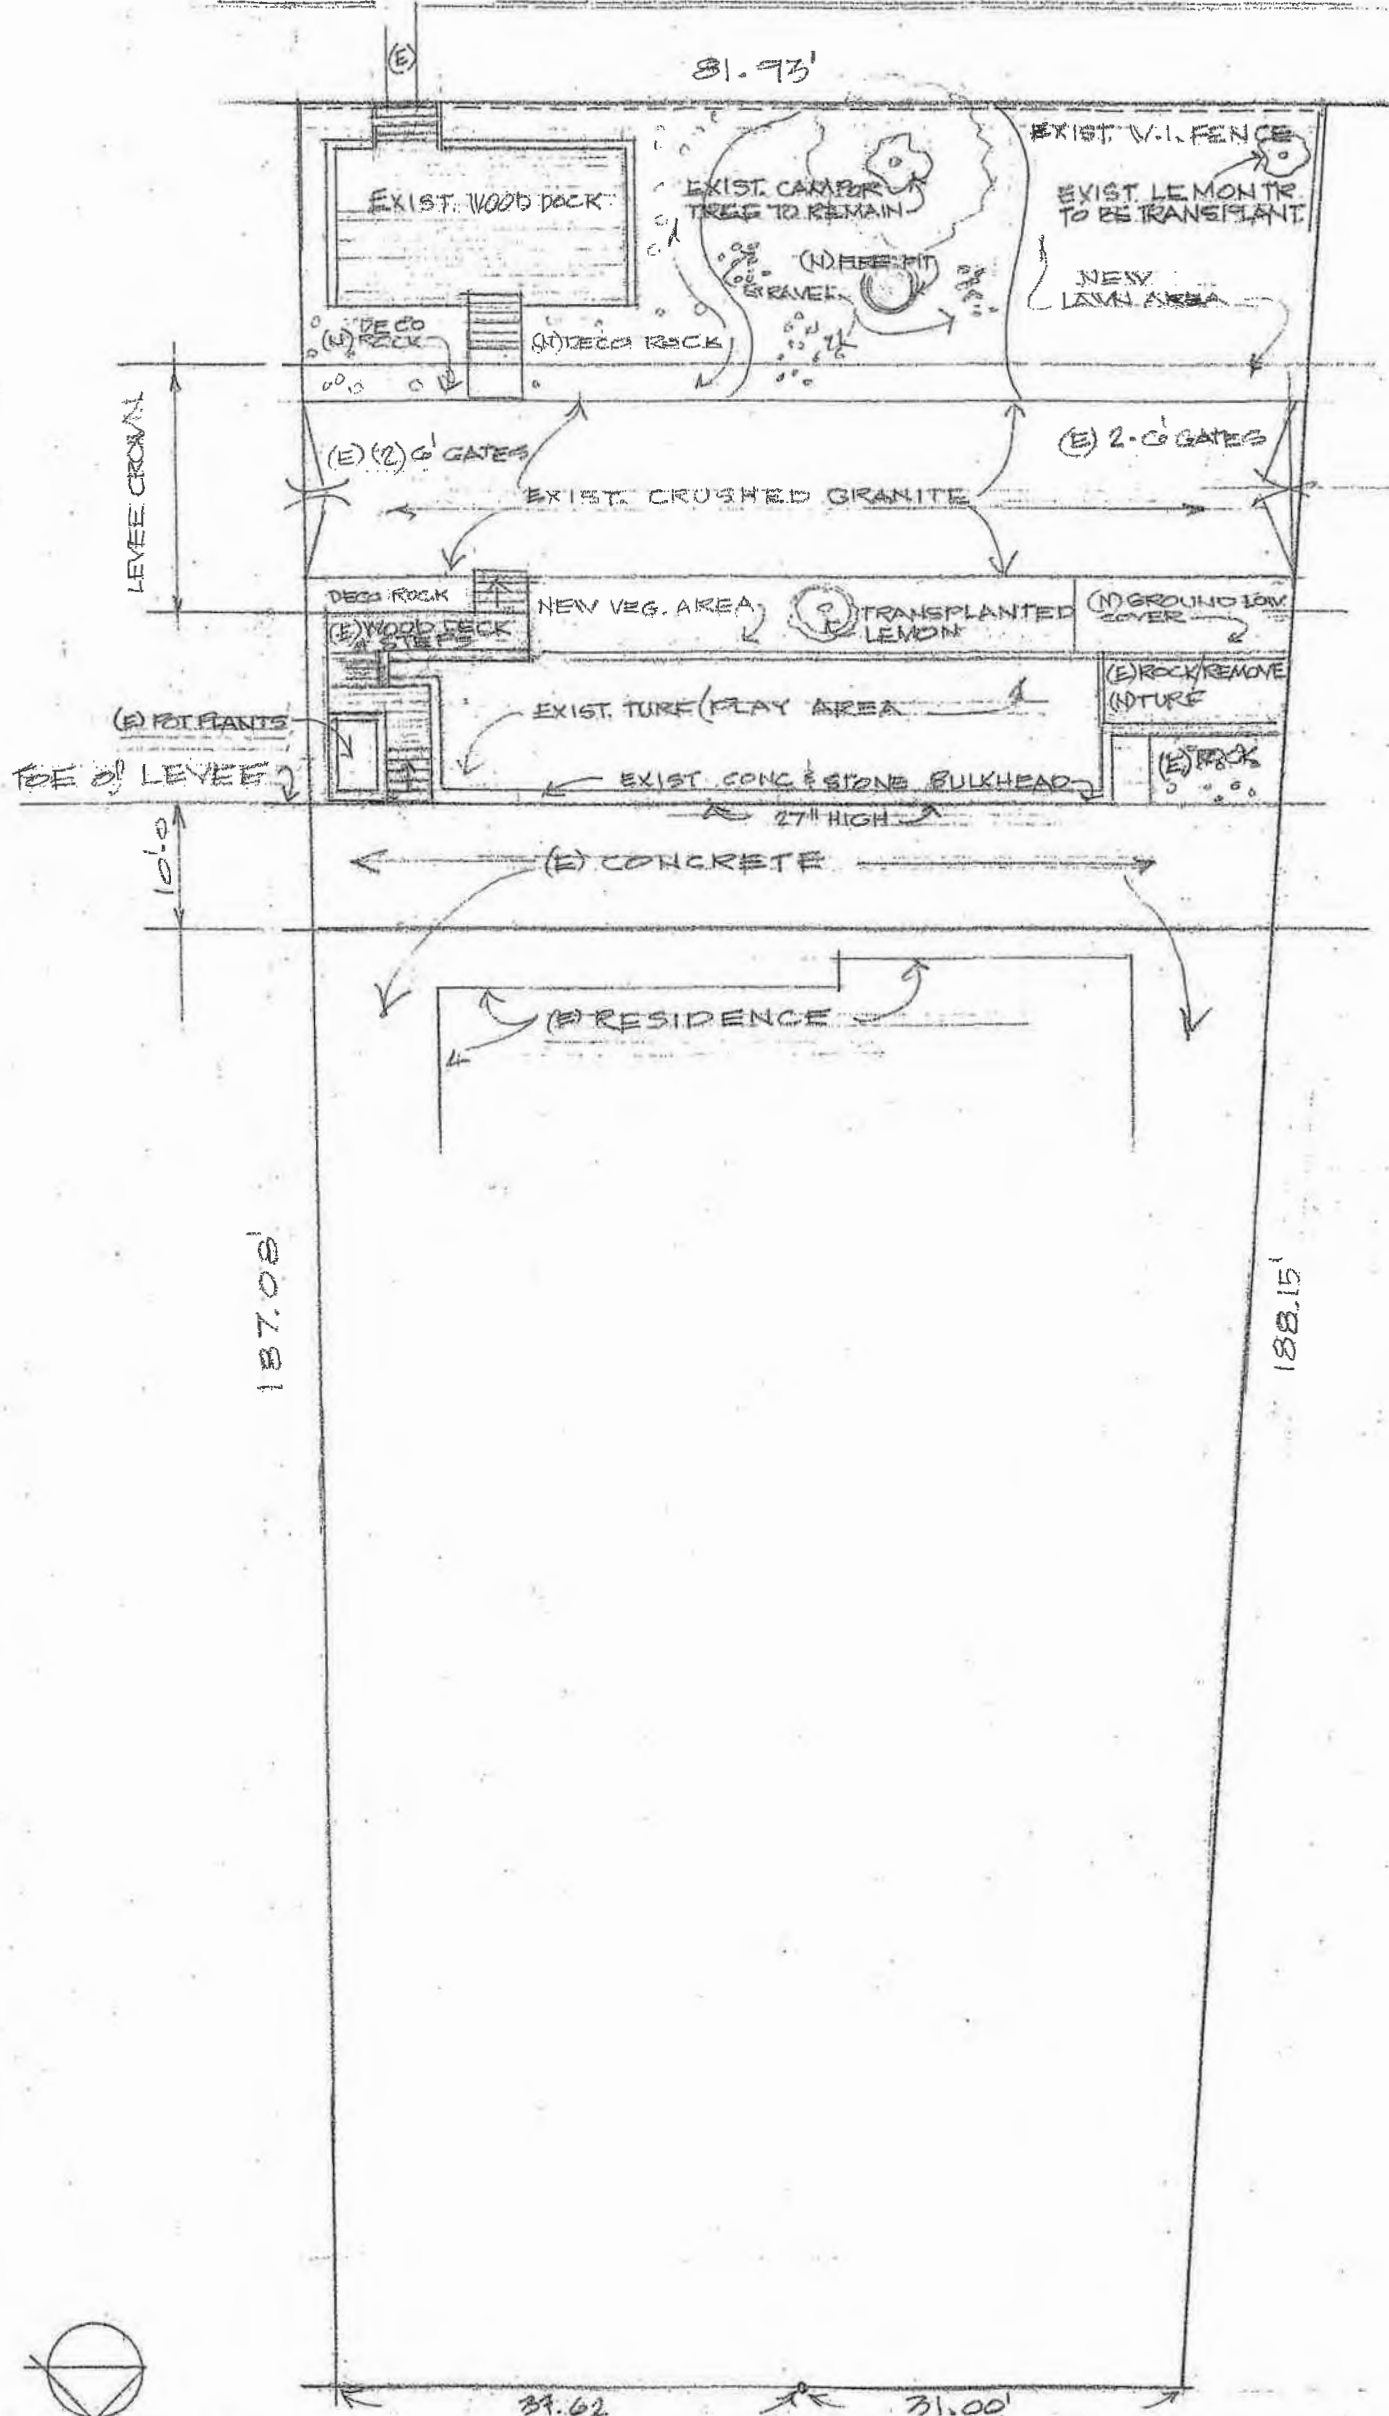 (E)
81.93'
EXIST. W.I. FENCE
EXIST. WOOD DOCK
EXIST. CAMPOR
TREE TO REMAIN
EXIST. LEMON TR.
TO BE TRANSPLANT.
(N) FIRE PIT
GRAVEL
NEW
LAWN AREA
(N) DECO
ROCK
(N) DECO ROCK
LEVEE CROWN
(E) (2) 6' GATES
(E) 2-6' GATES
EXIST. CRUSHED GRANITE
DECO ROCK
NEW VEG. AREA
TRANSPLANTED
LEMON
(N) GROUND LOW
COVER
(E) WOOD DECK
& STEPS
(E) ROCK/REMOVE
(N) TURF
(E) POT PLANTS
EXIST. TURF (PLAY AREA
TOE of LEVEE
EXIST CONC & STONE BULKHEAD
27" HIGH
(E) ROCK
10'-0
(E) CONCRETE
(E) RESIDENCE
187.08'
188.15'
37.62
31.00'